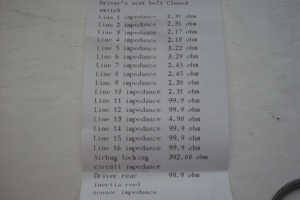 Driver's seat belt Closed
switch
Line 1 impedance 2.31 ohm
Line 2 impedance 2.31 ohm
Line 3 impedance 2.17 ohm
Line 4 impedance 2.10 ohm
Line 5 impedance 3.22 ohm
Line 6 impedance 3.29 ohm
Line 7 impedance 2.45 ohm
Line 8 impedance 2.45 ohm
Line 9 impedance 2.38 ohm
Line 10 impedance 2.31 ohm
Line 11 impedance 99.9 ohm
Line 12 impedance 99.9 ohm
Line 13 impedance 4.90 ohm
Line 14 impedance 99.9 ohm
Line 15 impedance 99.9 ohm
Line 16 impedance 99.9 ohm
Airbag locking 392.00 ohm
circuit impedance
Driver rear 99.9 ohm
inertia reel
sensor impedance